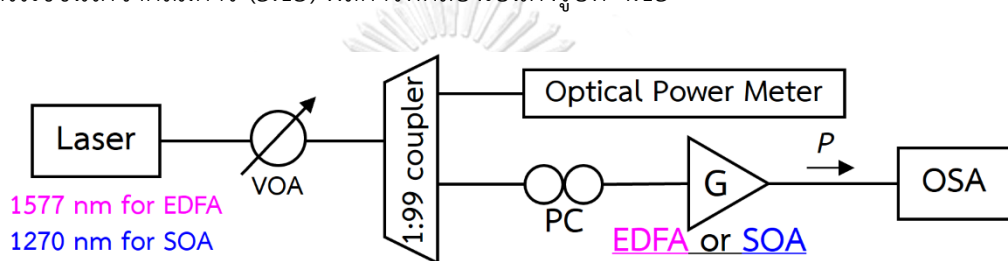 Laser
VOA
1:99 coupler
Optical Power Meter
PC
G
P
OSA
1577 nm for EDFA
1270 nm for SOA
EDFA or SOA